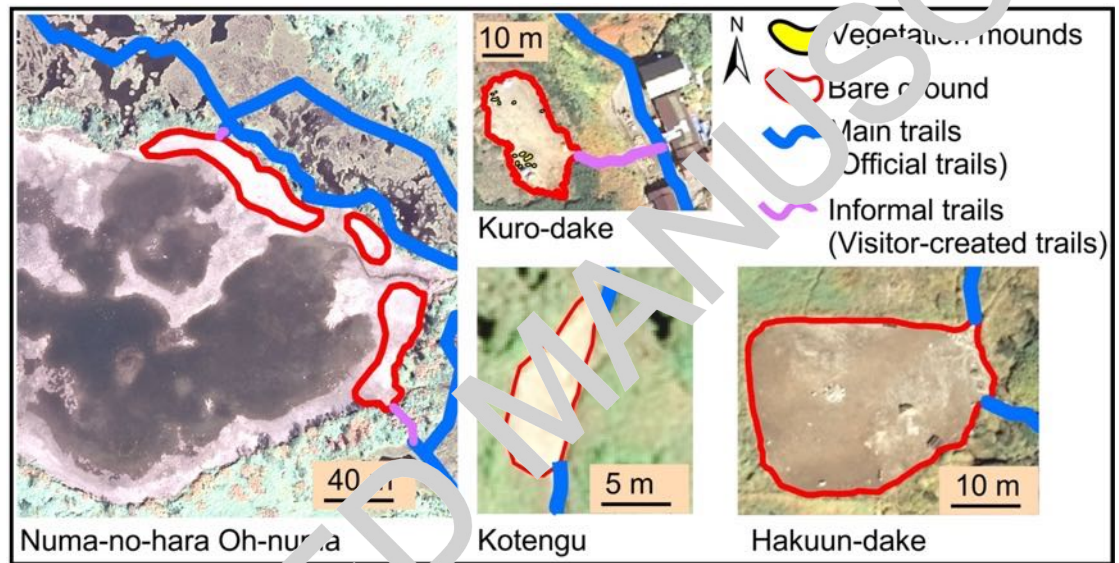 10 m
N
Vegetation mounds
Bare ground
Main trails
(Official trails)
Informal trails
(Visitor-created trails)
Kuro-dake
40 m
5 m
10 m
Numa-no-hara Oh-numa
Kotengu
Hakuun-dake